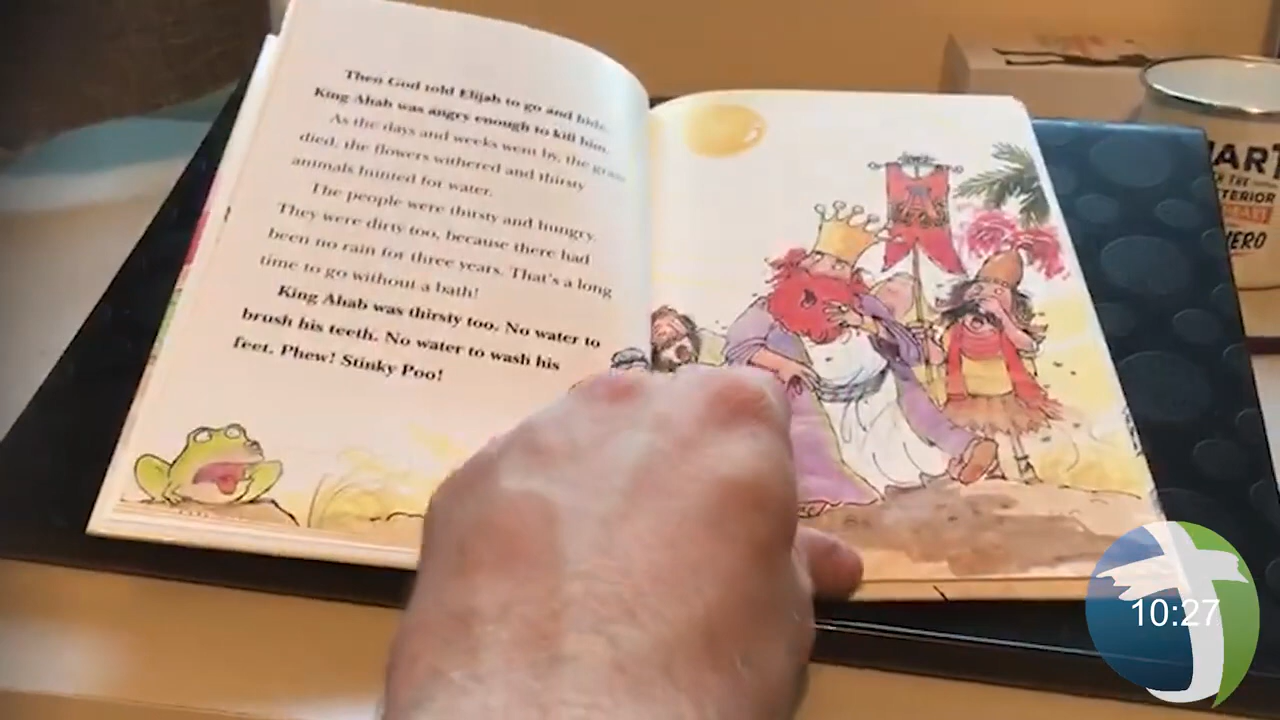 Then God told Elijah to go and hide.
King Ahab was angry enough to kill him.
As the days and weeks went by, the grass
died, the flowers withered and thirsty
animals hunted for water.
The people were thirsty and hungry.
They were dirty too, because there had
been no rain for three years. That's a long
time to go without a bath!
King Ahab was thirsty too. No water to
brush his teeth. No water to wash his
feet. Phew! Stinky Poo!
THE
TERIOR
ERO
10:27